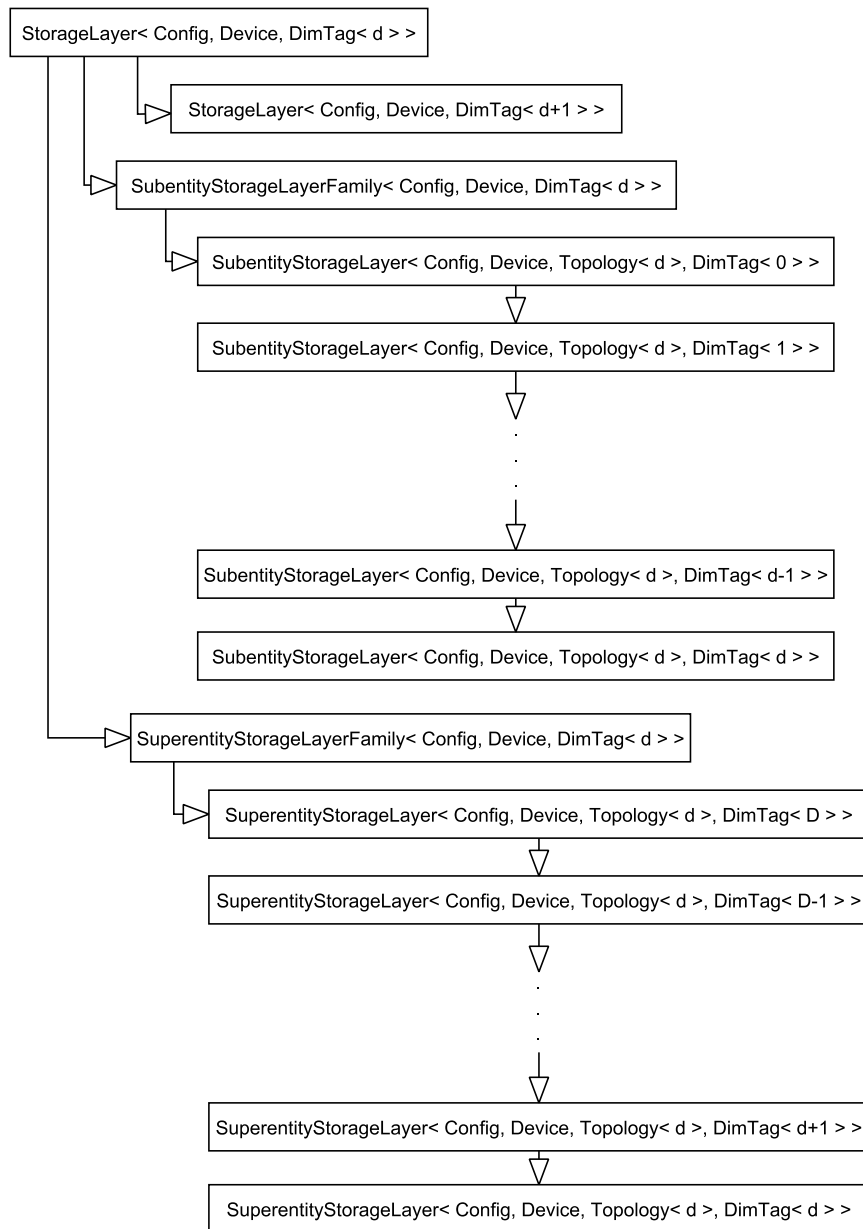 StorageLayer< Config, Device, DimTag< d > >
StorageLayer< Config, Device, DimTag< d+1 > >
SubentityStorageLayerFamily< Config, Device, DimTag< d > >
SubentityStorageLayer< Config, Device, Topology< d >, DimTag< 0 > >
SubentityStorageLayer< Config, Device, Topology< d >, DimTag< 1 > >
.
.
.
SubentityStorageLayer< Config, Device, Topology< d >, DimTag< d-1 > >
SubentityStorageLayer< Config, Device, Topology< d >, DimTag< d > >
SuperentityStorageLayerFamily< Config, Device, DimTag< d > >
SuperentityStorageLayer< Config, Device, Topology< d >, DimTag< D > >
SuperentityStorageLayer< Config, Device, Topology< d >, DimTag< D-1 > >
.
.
.
SuperentityStorageLayer< Config, Device, Topology< d >, DimTag< d+1 > >
SuperentityStorageLayer< Config, Device, Topology< d >, DimTag< d > >